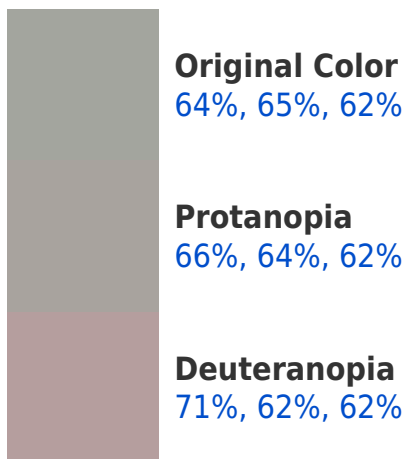 Original Color
64%, 65%, 62%
Protanopia
66%, 64%, 62%
Deuteranopia
71%, 62%, 62%